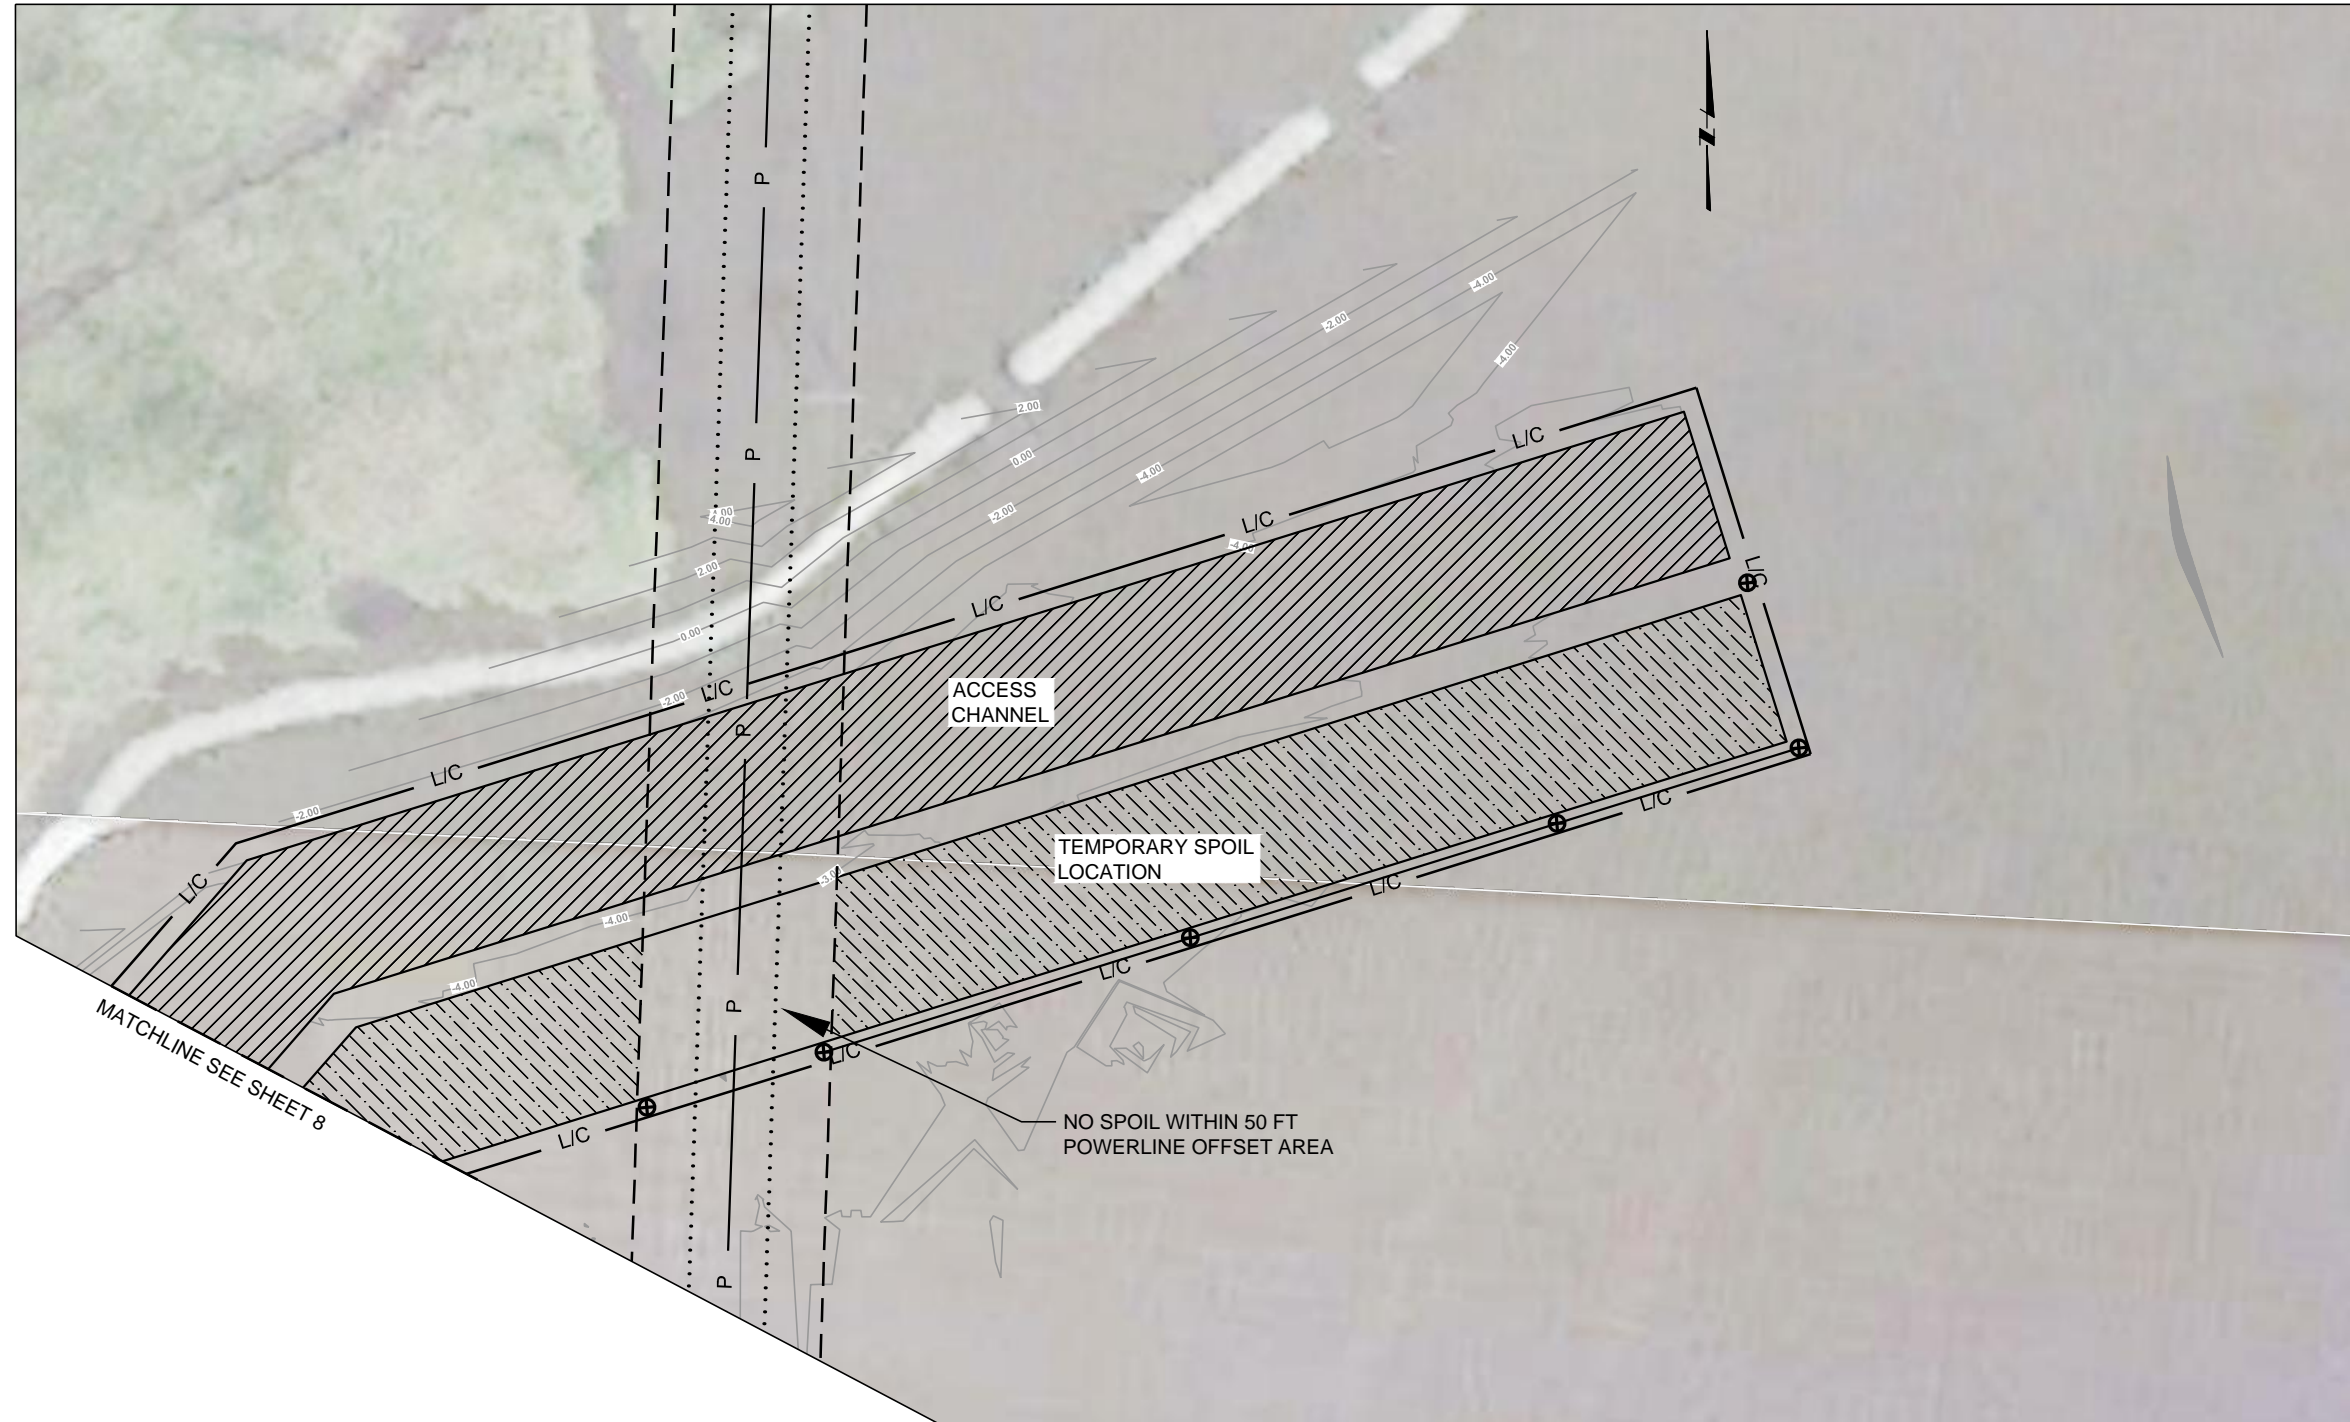 N
P
-4.00
-2.00
-4.00
2.00
L/C
P
0.00
-4.00
-2.00
4.00
L/C
-4.00
2.00
L/C
L/C
0.00
ACCESS
CHANNEL
L/C
-2.00
P
L/C
-2.00
L/C
TEMPORARY SPOIL
LOCATION
-3.00
L/C
L/C
-4.00
L/C
-4.00
P
L/C
MATCHLINE SEE SHEET 8
NO SPOIL WITHIN 50 FT
POWERLINE OFFSET AREA
L/C
P